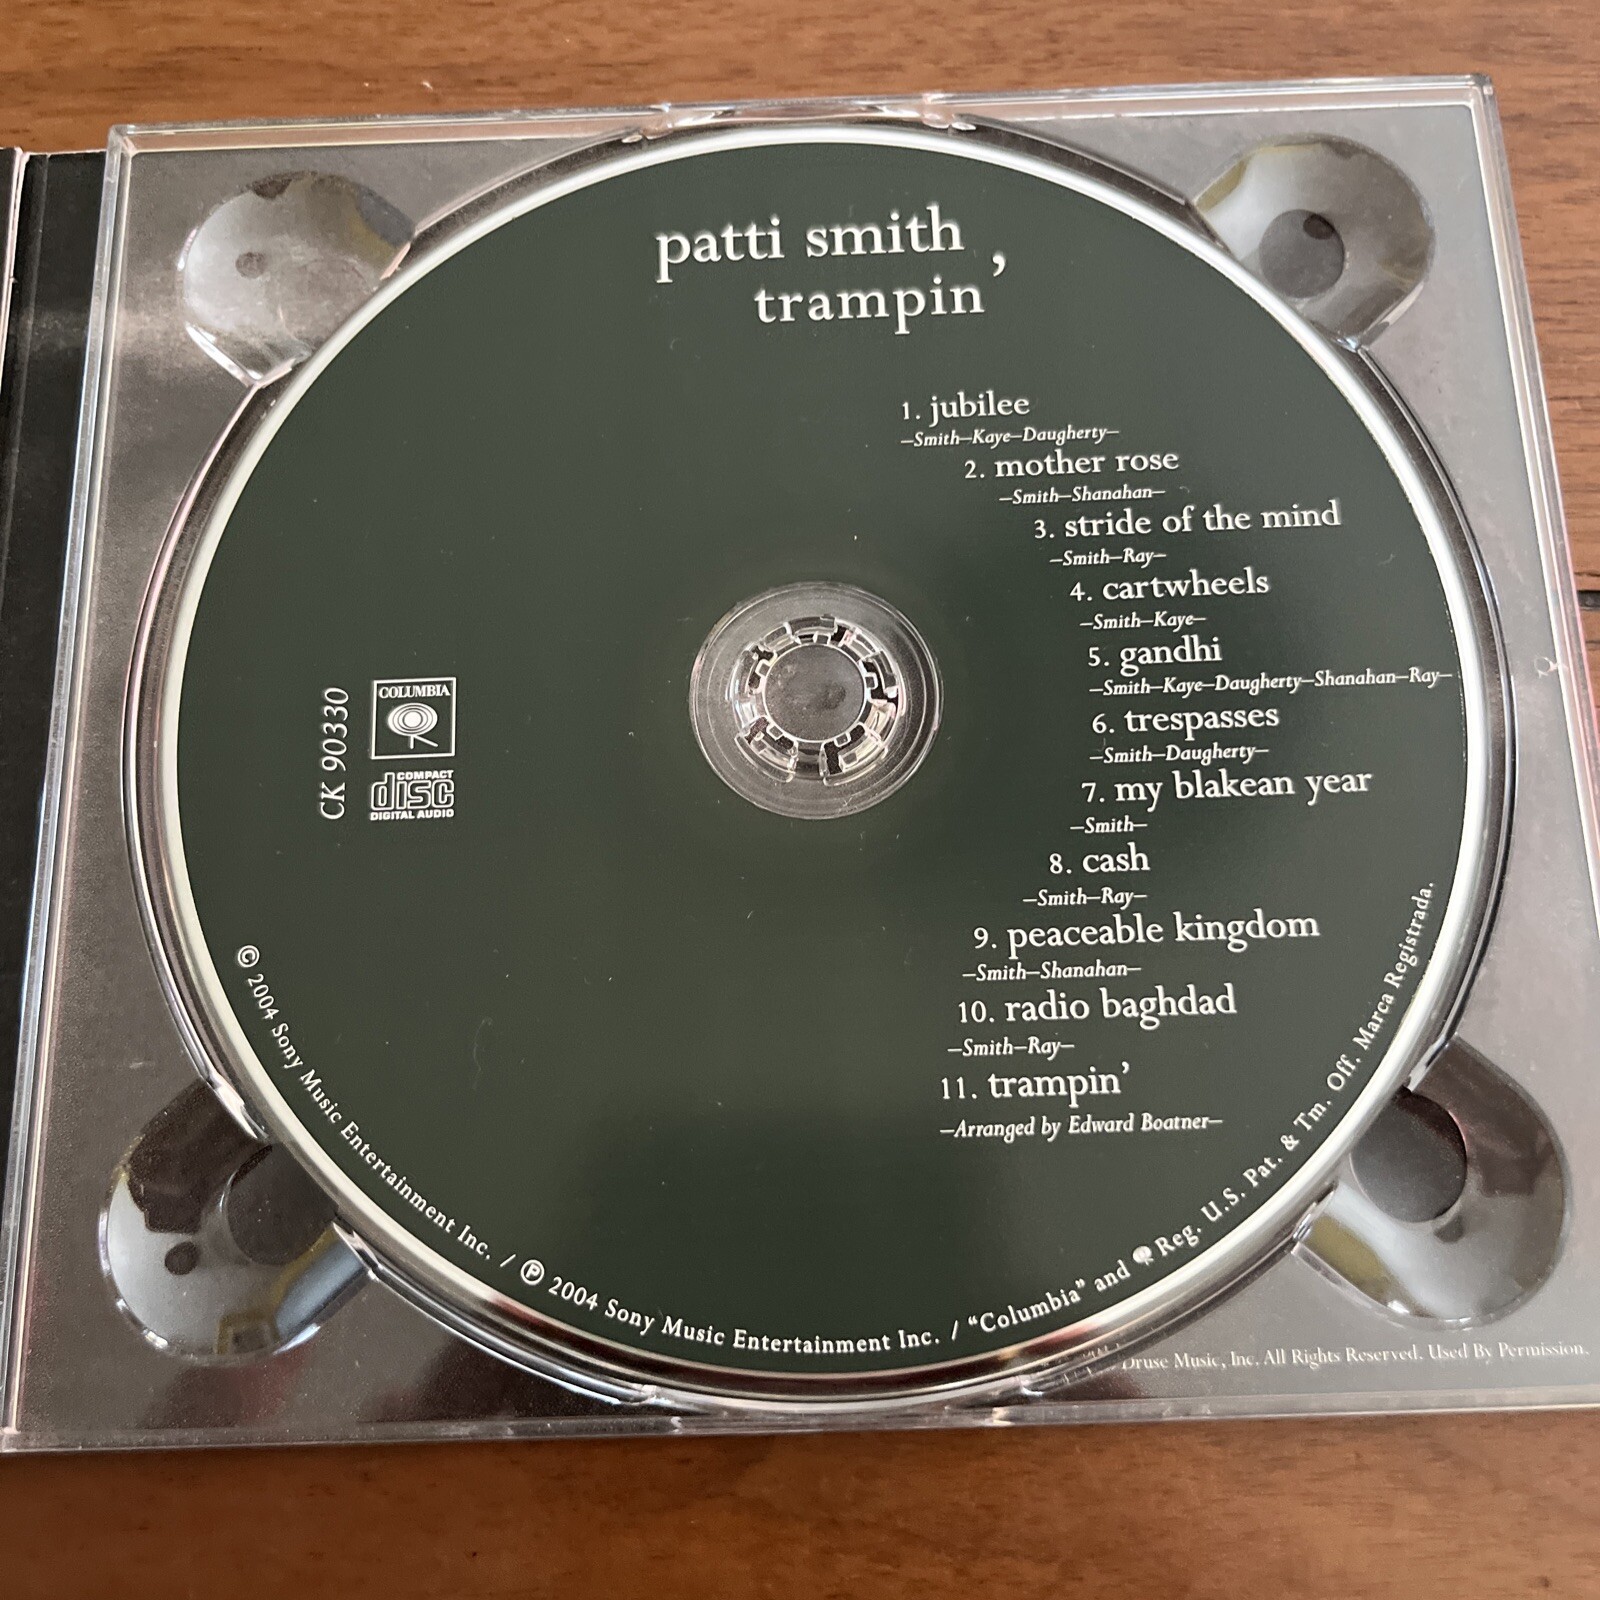 patti smith
trampin’
1. jubilee
–Smith–Kaye–Daugherty–
2. mother rose
–Smith–Shanahan–
3. stride of the mind
–Smith–Ray–
4. cartwheels
–Smith–Kaye–
5. gandhi
–Smith–Kaye–Daugherty–Shanahan–Ray–
6. trespasses
–Smith–Daugherty–
7. my blakean year
–Smith–
8. cash
–Smith–Ray–
9. peaceable kingdom
–Smith–Shanahan–
10. radio baghdad
–Smith–Ray–
11. trampin’
–Arranged by Edward Boatner–
CK 90330
COLUMBIA
COMPACT
disc
DIGITAL AUDIO
© 2004 Sony Music Entertainment Inc. / ℗ 2004 Sony Music Entertainment Inc. / “Columbia” and Reg. U.S. Pat. & Tm. Off. Marca Registrada.
Druse Music, Inc. All Rights Reserved. Used By Permission.